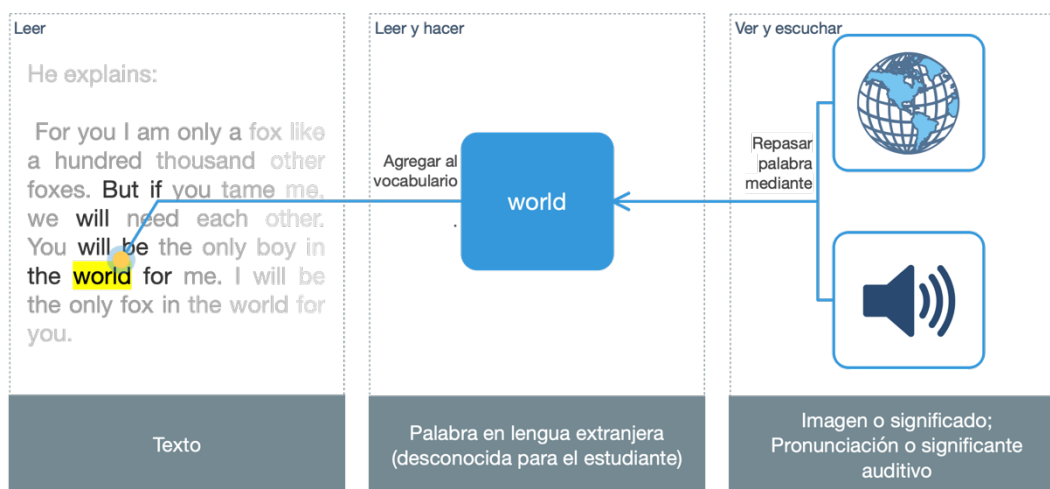 Leer
He explains:
For you I am only a fox like
a hundred thousand other
foxes. But if you tame me,
we will need each other.
You will be the only boy in
the world for me. I will be
the only fox in the world for
you.
Texto
Leer y hacer
Agregar al
vocabulario
.
world
Palabra en lengua extranjera
(desconocida para el estudiante)
Ver y escuchar
Repasar
palabra
mediante
Imagen o significado;
Pronunciación o significante
auditivo